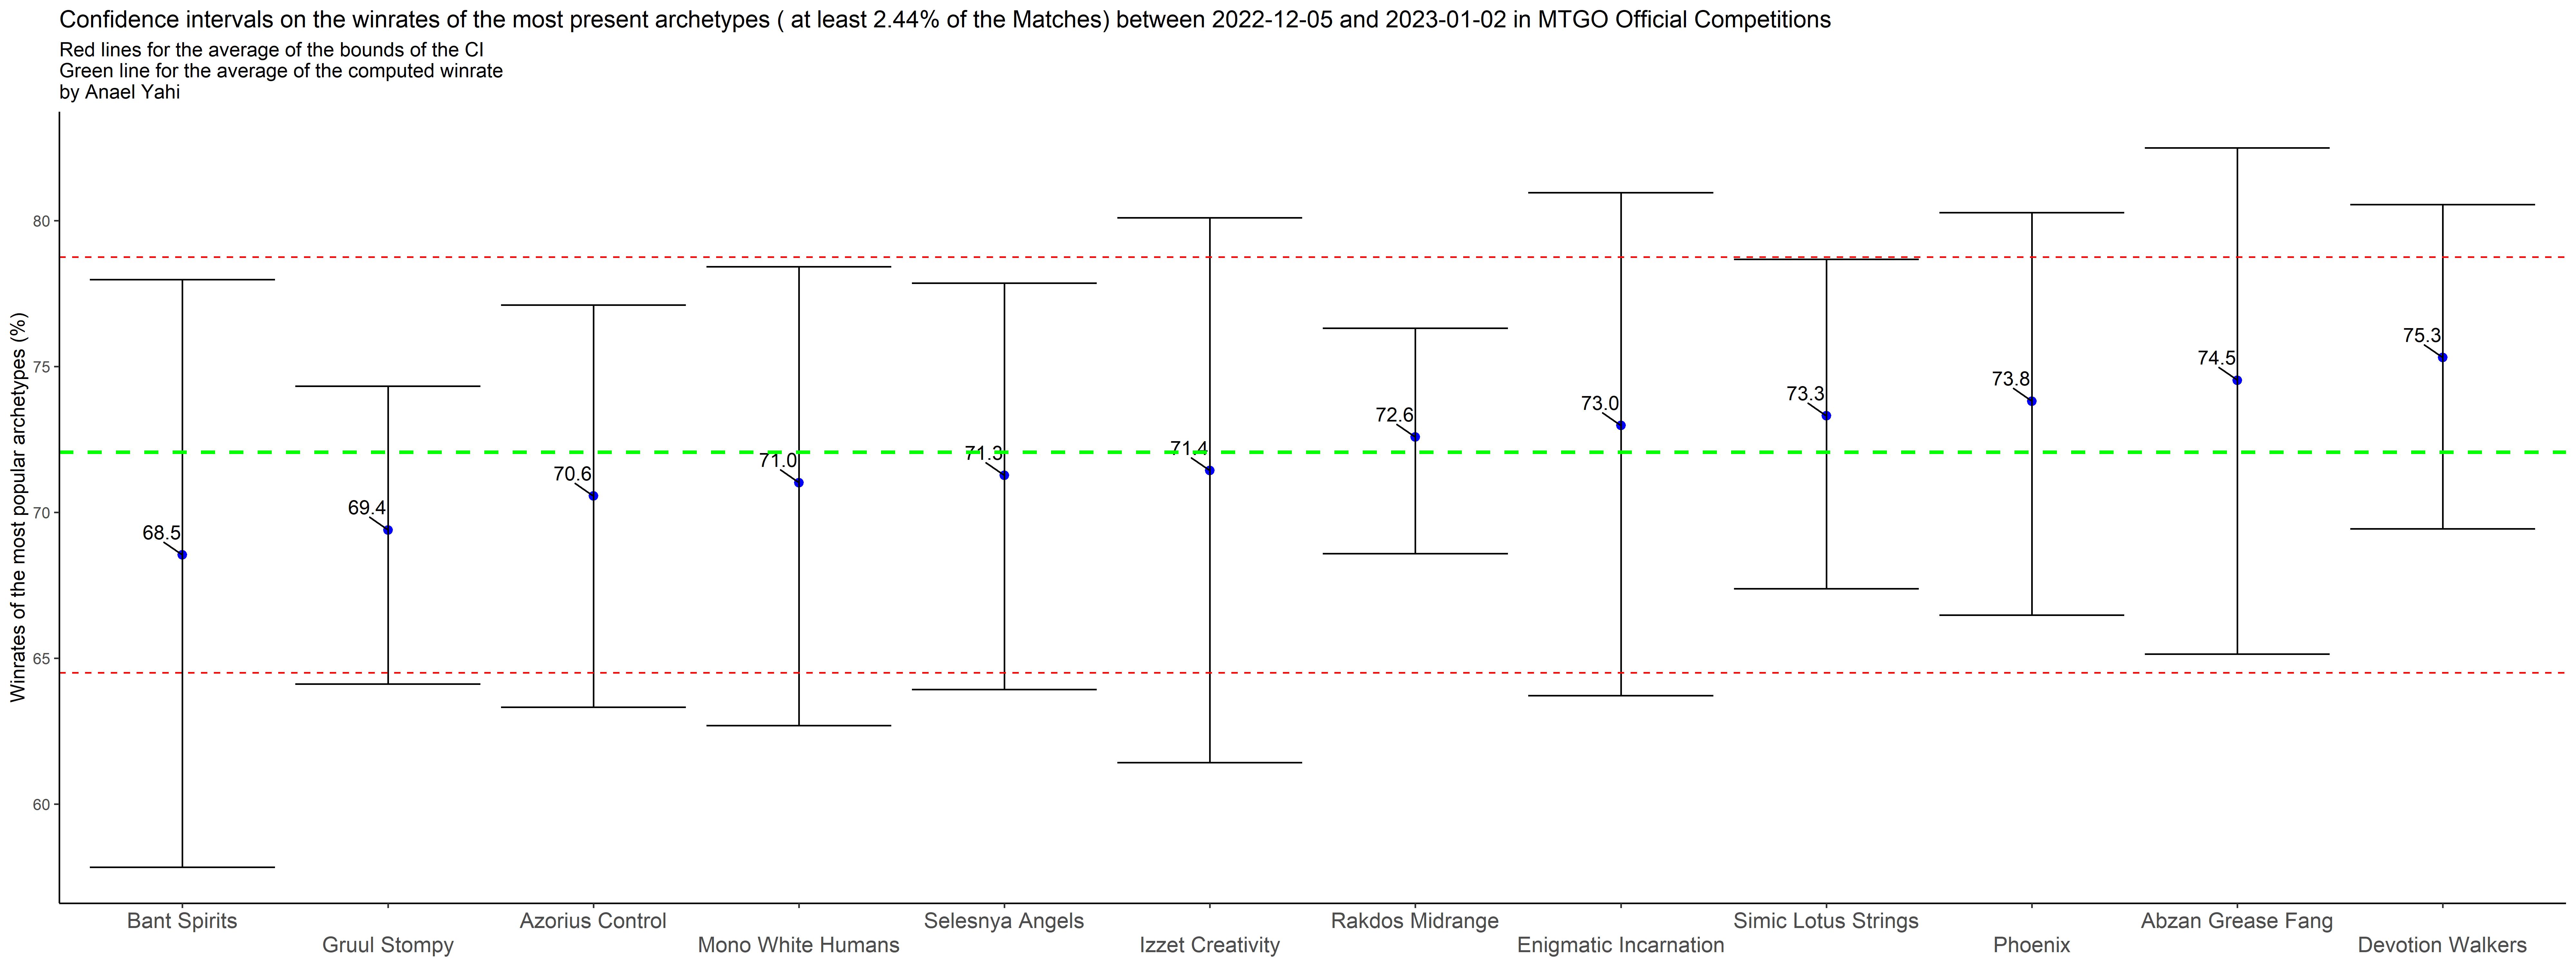 Confidence intervals on the winrates of the most present archetypes ( at least 2.44% of the Matches) between 2022-12-05 and 2023-01-02 in MTGO Official Competitions
Red lines for the average of the bounds of the CI
Green line for the average of the computed winrate
by Anael Yahi
Winrates of the most popular archetypes (%)
80
75
70
65
60
68.5
69.4
70.6
71.0
71.3
71.4
72.6
73.0
73.3
73.8
74.5
75.3
Bant Spirits
Gruul Stompy
Azorius Control
Mono White Humans
Selesnya Angels
Izzet Creativity
Rakdos Midrange
Enigmatic Incarnation
Simic Lotus Strings
Phoenix
Abzan Grease Fang
Devotion Walkers